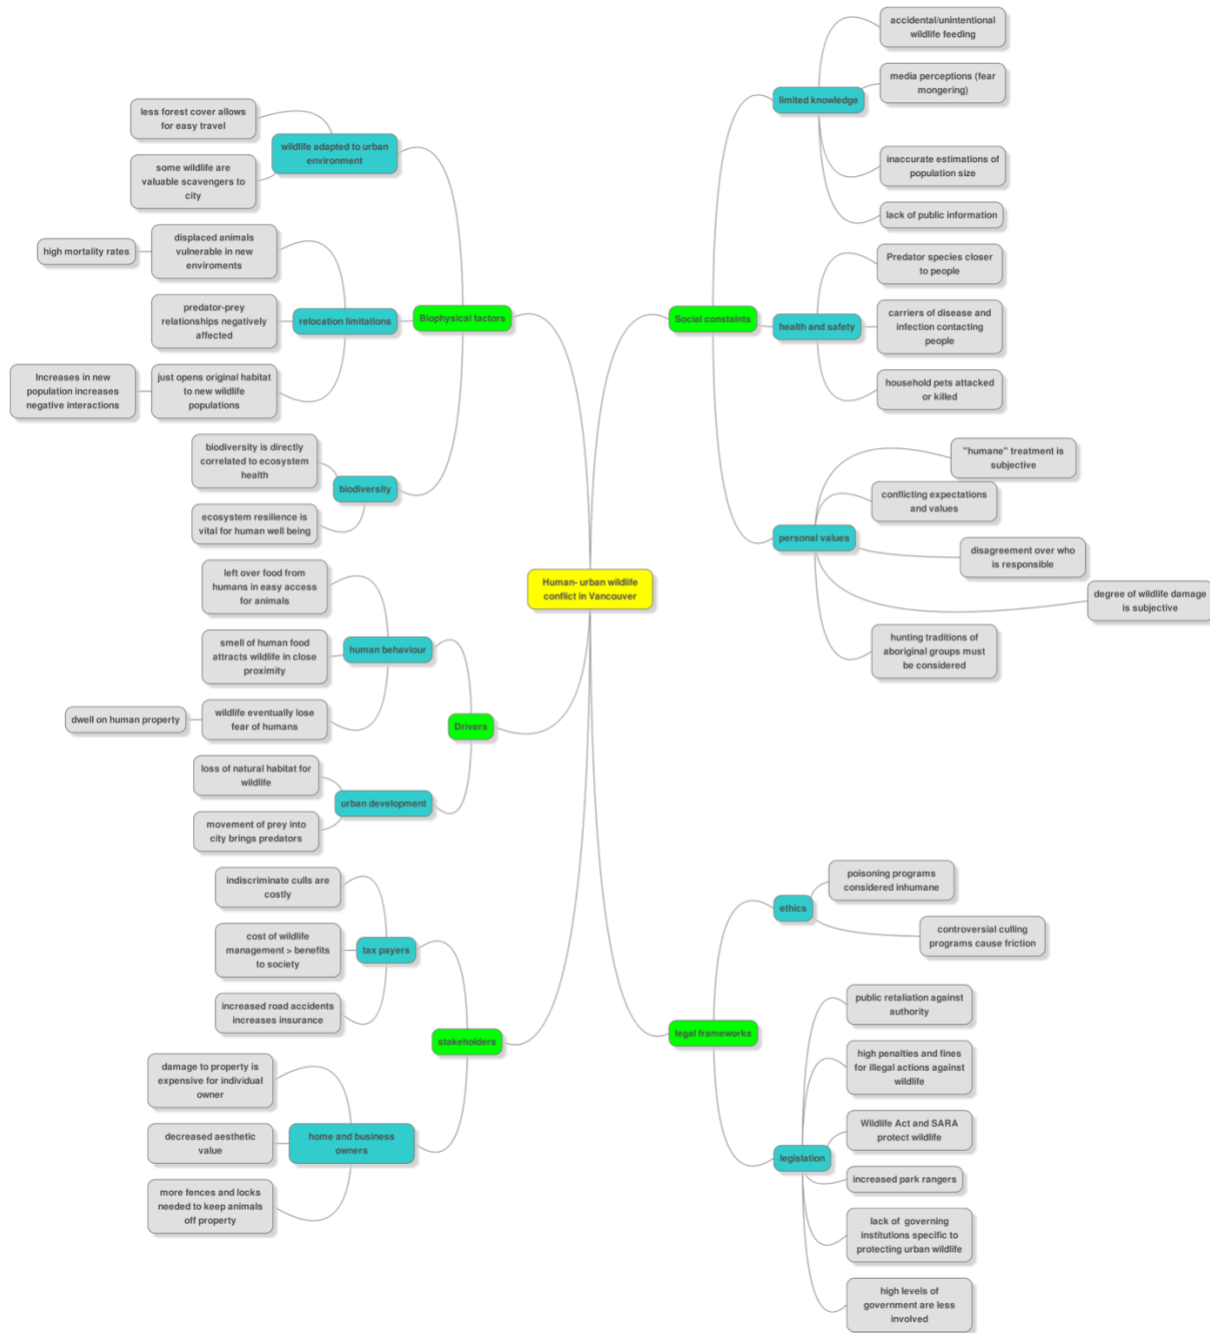 Human- urban wildlife
conflict in Vancouver
Biophysical factors
wildlife adapted to urban
environment
less forest cover allows
for easy travel
some wildlife are
valuable scavengers to
city
relocation limitations
displaced animals
vulnerable in new
enviroments
high mortality rates
predator-prey
relationships negatively
affected
just opens original habitat
to new wildlife
populations
Increases in new
population increases
negative interactions
biodiversity
biodiversity is directly
correlated to ecosystem
health
ecosystem resilience is
vital for human well being
Drivers
human behaviour
left over food from
humans in easy access
for animals
smell of human food
attracts wildlife in close
proximity
wildlife eventually lose
fear of humans
dwell on human property
urban development
loss of natural habitat for
wildlife
movement of prey into
city brings predators
stakeholders
tax payers
indiscriminate culls are
costly
cost of wildlife
management > benefits
to society
increased road accidents
increases insurance
home and business
owners
damage to property is
expensive for individual
owner
decreased aesthetic
value
more fences and locks
needed to keep animals
off property
Social constaints
limited knowledge
accidental/unintentional
wildlife feeding
media perceptions (fear
mongering)
inaccurate estimations of
population size
lack of public information
health and safety
Predator species closer
to people
carriers of disease and
infection contacting
people
household pets attacked
or killed
personal values
"humane" treatment is
subjective
conflicting expectations
and values
disagreement over who
is responsible
degree of wildlife damage
is subjective
hunting traditions of
aboriginal groups must
be considered
legal frameworks
ethics
poisoning programs
considered inhumane
controversial culling
programs cause friction
legislation
public retaliation against
authority
high penalties and fines
for illegal actions against
wildlife
Wildlife Act and SARA
protect wildlife
increased park rangers
lack of governing
institutions specific to
protecting urban wildlife
high levels of
government are less
involved